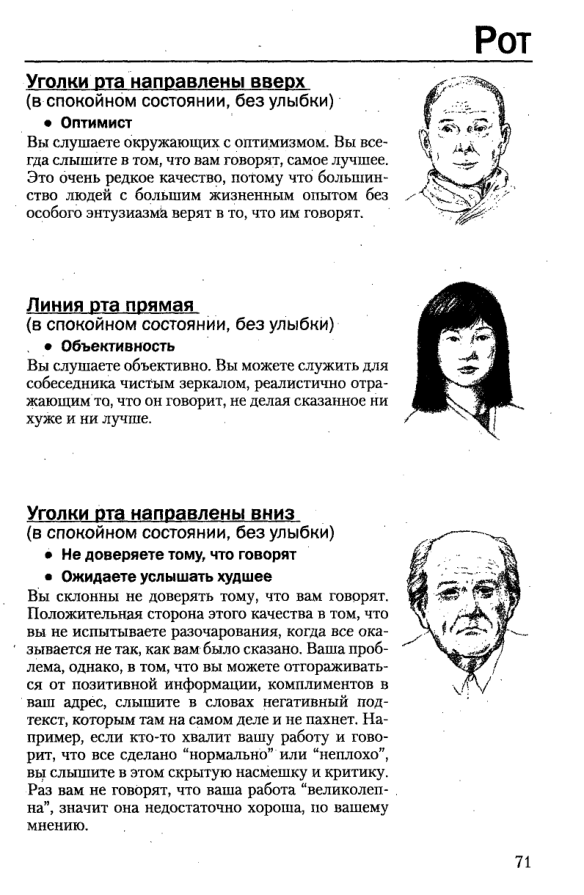 Рот
Уголки рта направлены вверх
(в спокойном состоянии, без улыбки)
• Оптимист
Вы слушаете окружающих с оптимизмом. Вы все-
гда слышите в том, что вам говорят, самое лучшее.
Это очень редкое качество, потому что большин-
ство людей с большим жизненным опытом без
особого энтузиазма верят в то, что им говорят.
Линия рта прямая
(в спокойном состоянии, без улыбки)
• Объективность
Вы слушаете объективно. Вы можете служить для
собеседника чистым зеркалом, реалистично отра-
жающим то, что он говорит, не делая сказанное ни
хуже и ни лучше.
Уголки рта направлены вниз
(в спокойном состоянии, без улыбки)
• Не доверяете тому, что говорят
• Ожидаете услышать худшее
Вы склонны не доверять тому, что вам говорят.
Положительная сторона этого качества в том, что
вы не испытываете разочарования, когда все ока-
зывается не так, как вам было сказано. Ваша проб-
лема, однако, в том, что вы можете отгораживать-
ся от позитивной информации, комплиментов в
ваш адрес, слышите в словах негативный под-
текст, которым там на самом деле и не пахнет. На-
пример, если кто-то хвалит вашу работу и гово-
рит, что все сделано “нормально” или “неплохо”,
вы слышите в этом скрытую насмешку и критику.
Раз вам не говорят, что ваша работа “великолеп-
на”, значит она недостаточно хороша, по вашему
мнению.
71